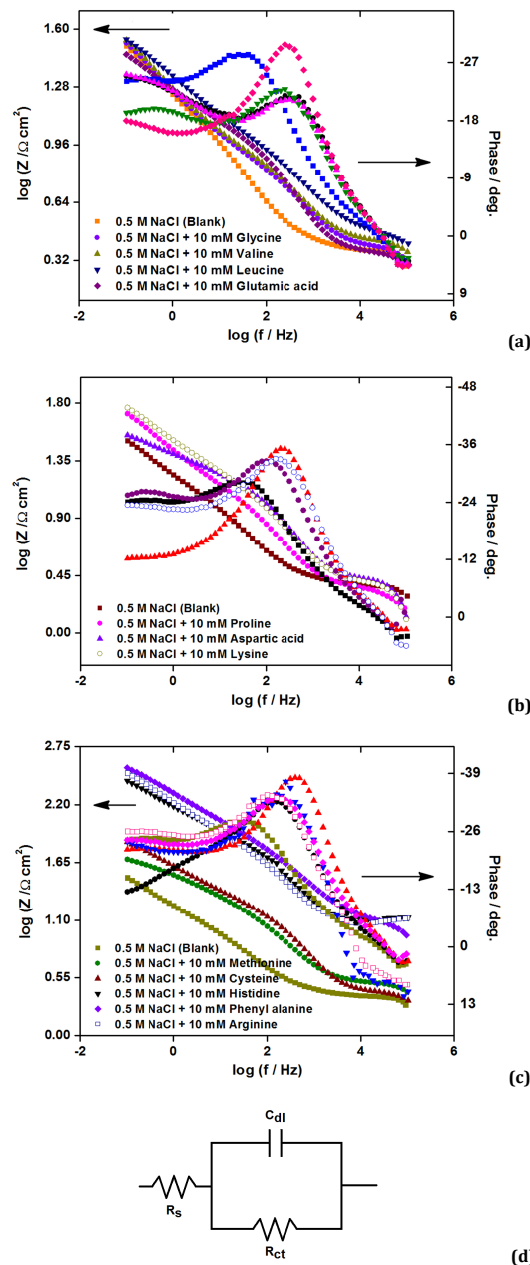 1.60
1.28
0.96
0.64
0.32
log (Z /Ω cm²)
-27
-18
-9
0
9
Phase / deg.
0.5 M NaCl (Blank)
0.5 M NaCl + 10 mM Glycine
0.5 M NaCl + 10 mM Valine
0.5 M NaCl + 10 mM Leucine
0.5 M NaCl + 10 mM Glutamic acid
-2 0 2 4 6
log (f / Hz)
(a)
1.80
1.35
0.90
0.45
0.00
log (Z /Ω cm²)
-48
-36
-24
-12
0
Phase / deg.
0.5 M NaCl (Blank)
0.5 M NaCl + 10 mM Proline
0.5 M NaCl + 10 mM Aspartic acid
0.5 M NaCl + 10 mM Lysine
-2 0 2 4 6
log (f / Hz)
(b)
2.75
2.20
1.65
1.10
0.55
0.00
log (Z /Ω cm²)
-39
-26
-13
0
13
Phase / deg.
0.5 M NaCl (Blank)
0.5 M NaCl + 10 mM Methionine
0.5 M NaCl + 10 mM Cysteine
0.5 M NaCl + 10 mM Histidine
0.5 M NaCl + 10 mM Phenyl alanine
0.5 M NaCl + 10 mM Arginine
-2 0 2 4 6
log (f / Hz)
(c)
Cdl
Rs
Rct
(d)